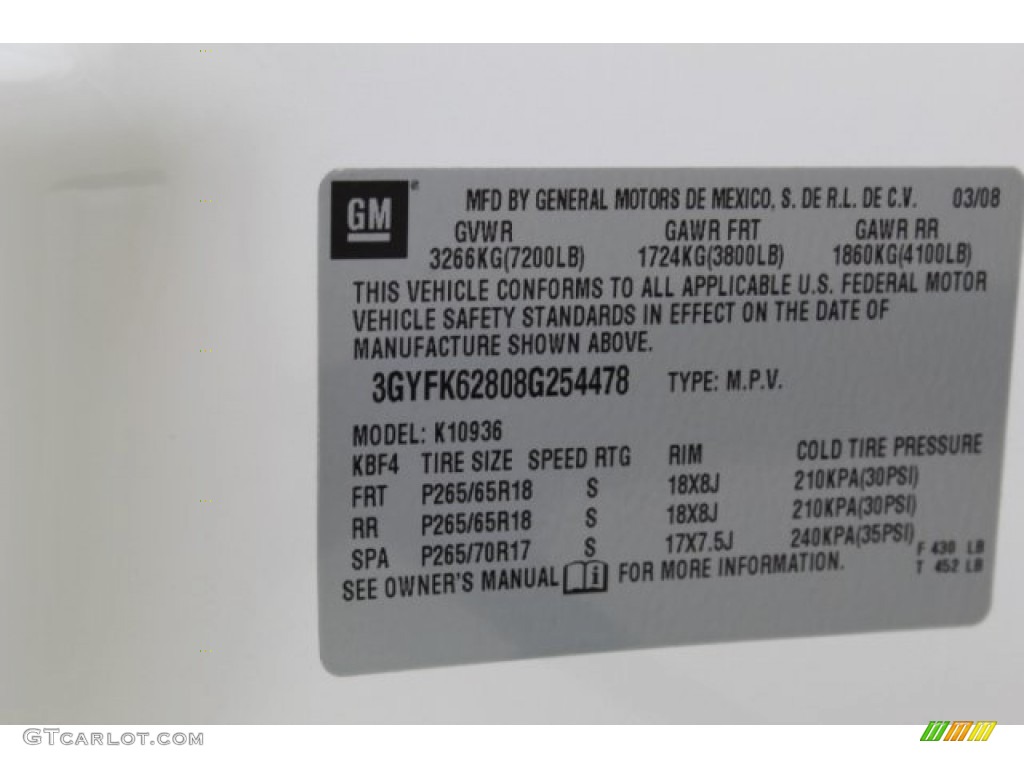 GM® MFD BY GENERAL MOTORS DE MEXICO, S. DE R.L. DE C.V. 03/08
GVWR GAWR FRT GAWR RR
3266KG(7200LB) 1724KG(3800LB) 1860KG(4100LB)
THIS VEHICLE CONFORMS TO ALL APPLICABLE U.S. FEDERAL MOTOR
VEHICLE SAFETY STANDARDS IN EFFECT ON THE DATE OF
MANUFACTURE SHOWN ABOVE.
3GYFK62808G254478 TYPE: M.P.V.
MODEL: K10936
KBF4 TIRE SIZE SPEED RTG RIM COLD TIRE PRESSURE
FRT P265/65R18 S 18X8J 210KPA(30PSI)
RR P265/65R18 S 18X8J 210KPA(30PSI)
SPA P265/70R17 S 17X7.5J 240KPA(35PSI)
SEE OWNER'S MANUAL i FOR MORE INFORMATION.
F 430 LB
T 452 LB
GTCARLOT.COM